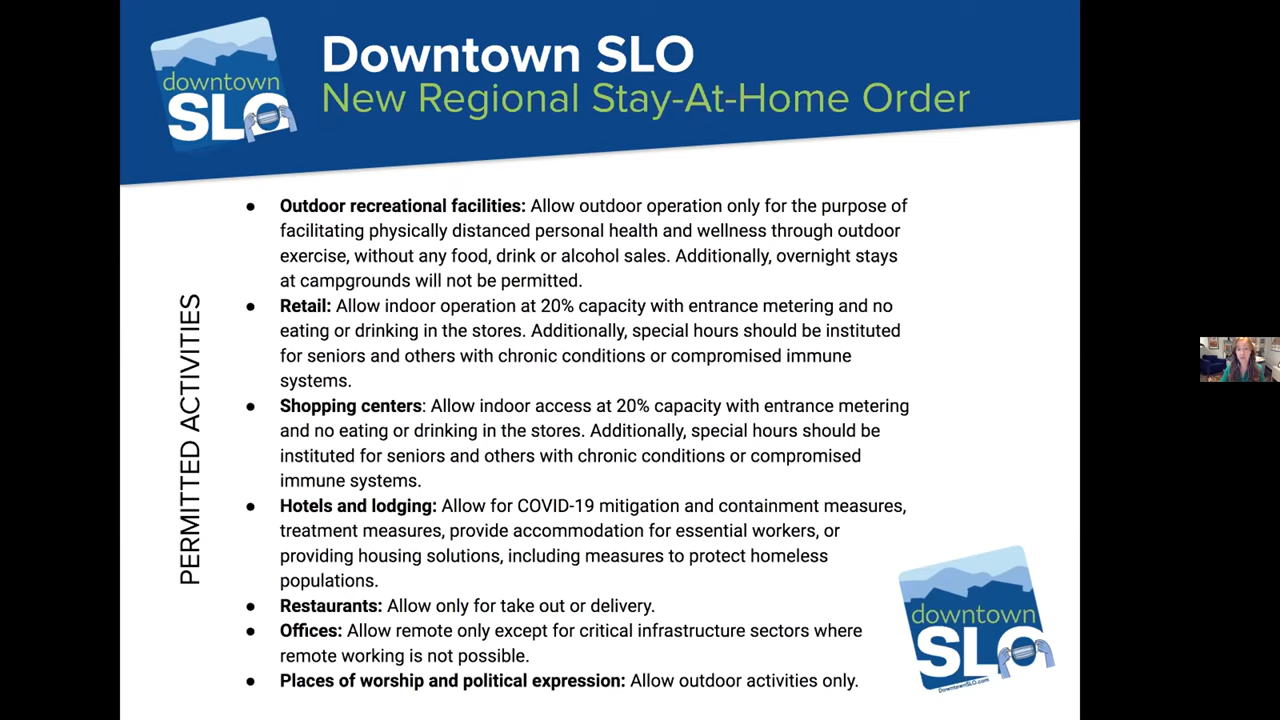 downtown
SLO
Downtown SLO
New Regional Stay-At-Home Order
PERMITTED ACTIVITIES
● Outdoor recreational facilities: Allow outdoor operation only for the purpose of
facilitating physically distanced personal health and wellness through outdoor
exercise, without any food, drink or alcohol sales. Additionally, overnight stays
at campgrounds will not be permitted.
● Retail: Allow indoor operation at 20% capacity with entrance metering and no
eating or drinking in the stores. Additionally, special hours should be instituted
for seniors and others with chronic conditions or compromised immune
systems.
● Shopping centers: Allow indoor access at 20% capacity with entrance metering
and no eating or drinking in the stores. Additionally, special hours should be
instituted for seniors and others with chronic conditions or compromised
immune systems.
● Hotels and lodging: Allow for COVID-19 mitigation and containment measures,
treatment measures, provide accommodation for essential workers, or
providing housing solutions, including measures to protect homeless
populations.
● Restaurants: Allow only for take out or delivery.
● Offices: Allow remote only except for critical infrastructure sectors where
remote working is not possible.
● Places of worship and political expression: Allow outdoor activities only.
downtown
SLO
DowntownSLO.com